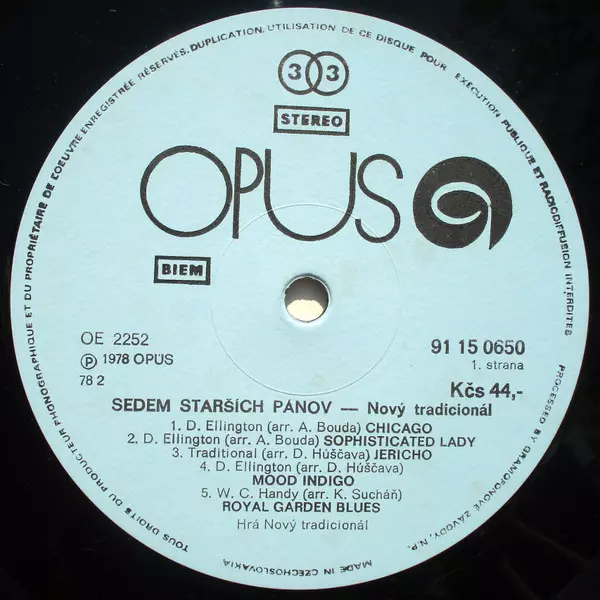 TOUS DROITS DU PRODUCTEUR PHONOGRAPHIQUE ET DU PROPRIÉTAIRE DE L'OEUVRE ENREGISTRÉE RÉSERVÉS. DUPLICATION, UTILISATION DE CE DISQUE POUR EXÉCUTION PUBLIQUE ET RADIODIFFUSION INTERDITES
33
STEREO
OPUS
BIEM
OE 2252
℗ 1978 OPUS
78 2
91 15 0650
1. strana
Kčs 44,-
SEDEM STARŠÍCH PÁNOV — Nový tradicionál
1. D. Ellington (arr. A. Bouda) CHICAGO
2. D. Ellington (arr. A. Bouda) SOPHISTICATED LADY
3. Traditional (arr. D. Húščava) JERICHO
4. D. Ellington (arr. D. Húščava)
MOOD INDIGO
5. W. C. Handy (arr. K. Sucháň)
ROYAL GARDEN BLUES
Hrá Nový tradicionál
MADE IN CZECHOSLOVAKIA
PROCESSED BY GRAMOFONOVÉ ZÁVODY, N.P.